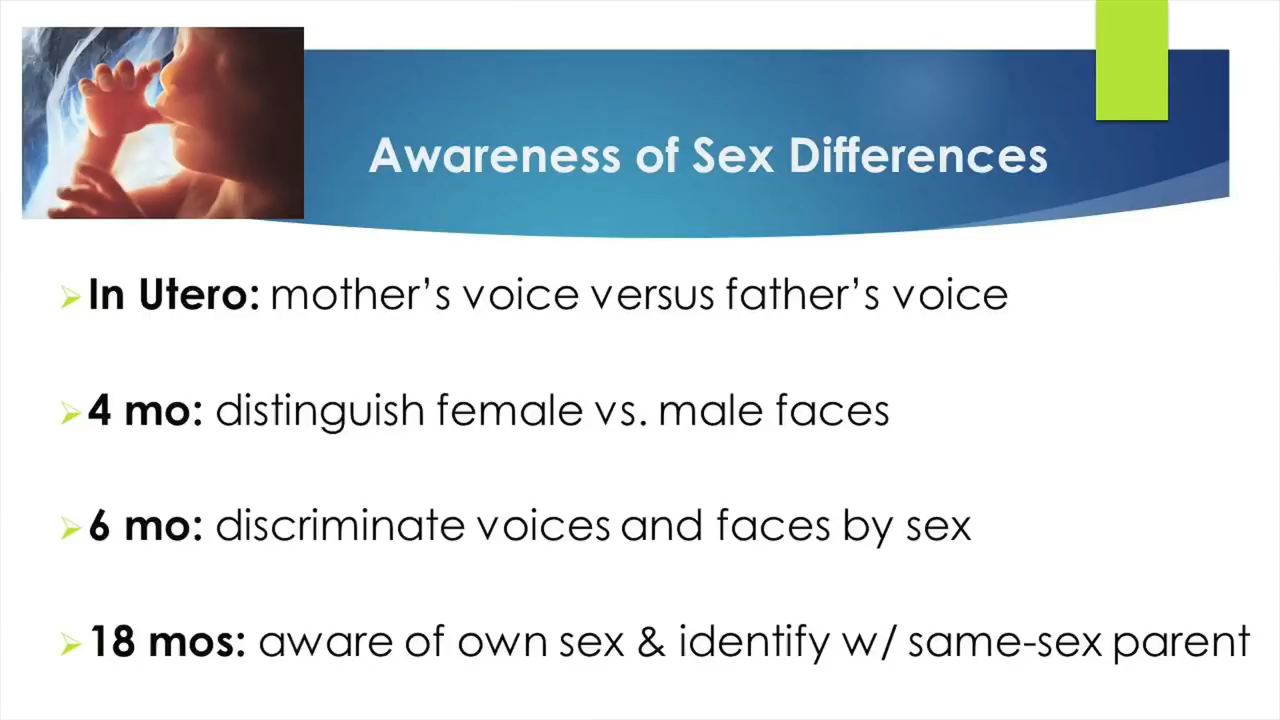 Awareness of Sex Differences
In Utero: mother’s voice versus father’s voice
4 mo: distinguish female vs. male faces
6 mo: discriminate voices and faces by sex
18 mos: aware of own sex & identify w/ same-sex parent